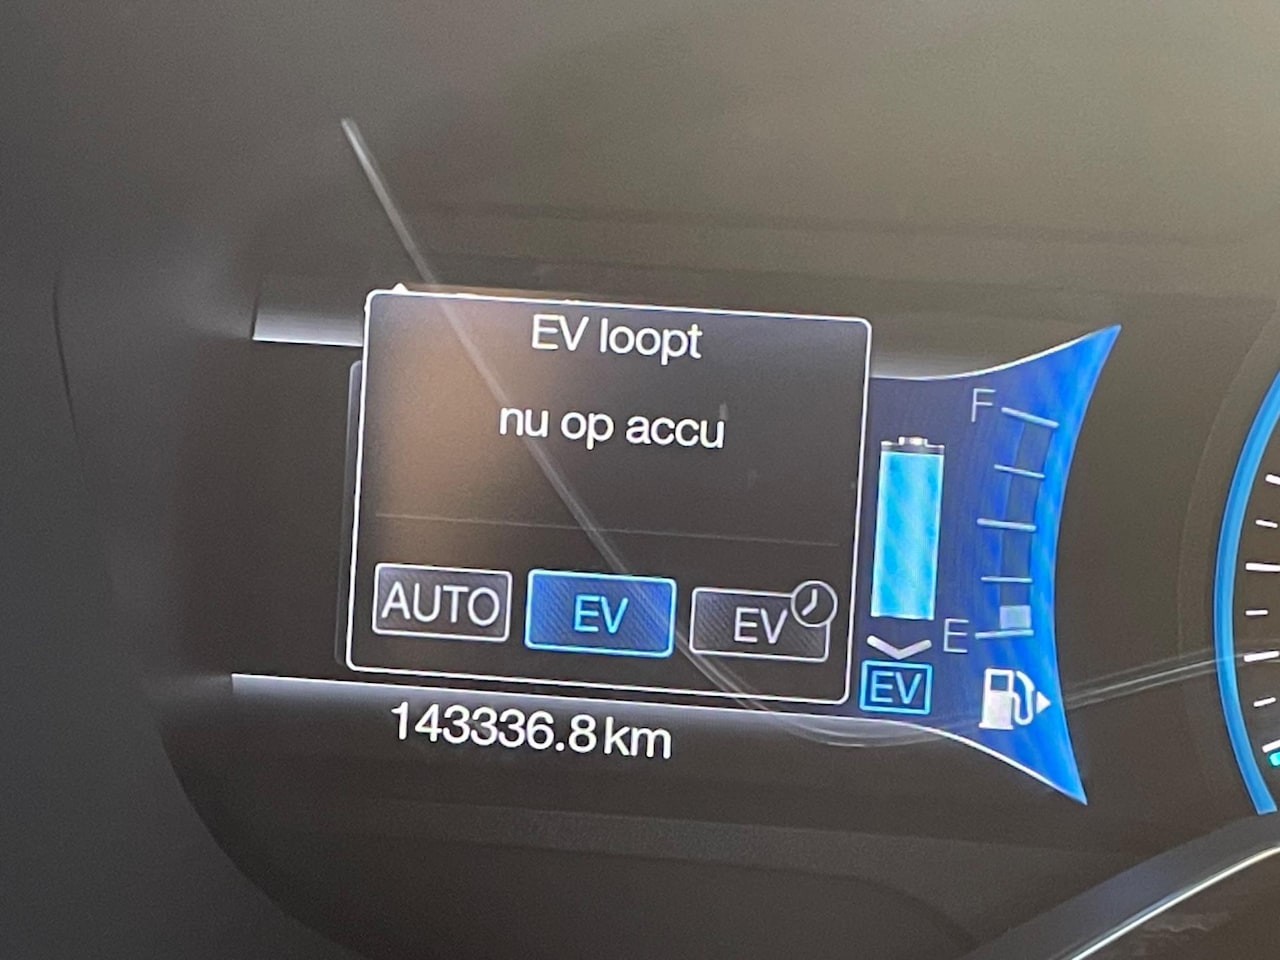 EV loopt
nu op accu
AUTO EV EV
143336.8 km
F
E
EV